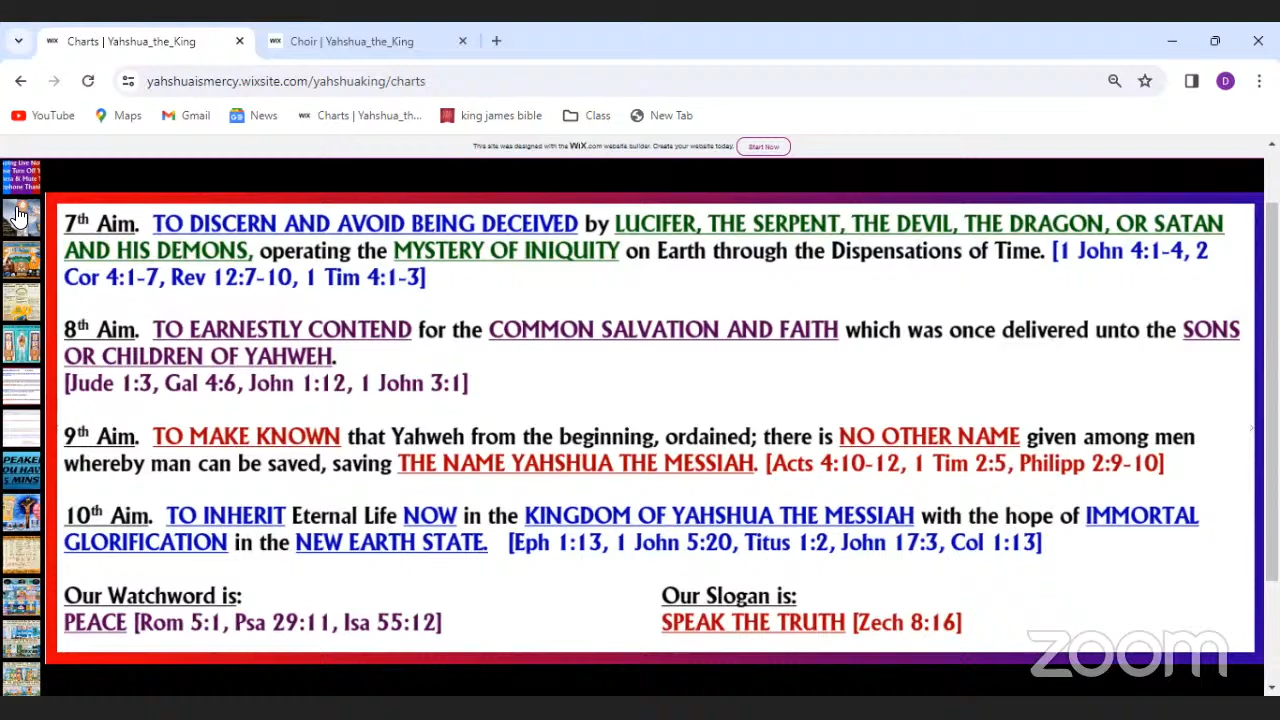 Charts | Yahshua_the_King
Choir | Yahshua_the_King
yahshuaismercy.wixsite.com/yahshuaking/charts
D
YouTube
Maps
Gmail
News
Charts | Yahshua_th...
king james bible
Class
New Tab
This site was designed with the WiX.com website builder. Create your website today. Start Now
7th Aim. TO DISCERN AND AVOID BEING DECEIVED by LUCIFER, THE SERPENT, THE DEVIL, THE DRAGON, OR SATAN
AND HIS DEMONS, operating the MYSTERY OF INIQUITY on Earth through the Dispensations of Time. [1 John 4:1-4, 2
Cor 4:1-7, Rev 12:7-10, 1 Tim 4:1-3]
8th Aim. TO EARNESTLY CONTEND for the COMMON SALVATION AND FAITH which was once delivered unto the SONS
OR CHILDREN OF YAHWEH.
[Jude 1:3, Gal 4:6, John 1:12, 1 John 3:1]
9th Aim. TO MAKE KNOWN that Yahweh from the beginning, ordained; there is NO OTHER NAME given among men
whereby man can be saved, saving THE NAME YAHSHUA THE MESSIAH. [Acts 4:10-12, 1 Tim 2:5, Philipp 2:9-10]
10th Aim. TO INHERIT Eternal Life NOW in the KINGDOM OF YAHSHUA THE MESSIAH with the hope of IMMORTAL
GLORIFICATION in the NEW EARTH STATE. [Eph 1:13, 1 John 5:20, Titus 1:2, John 17:3, Col 1:13]
Our Watchword is:
PEACE [Rom 5:1, Psa 29:11, Isa 55:12]
Our Slogan is:
SPEAK THE TRUTH [Zech 8:16]
zoom